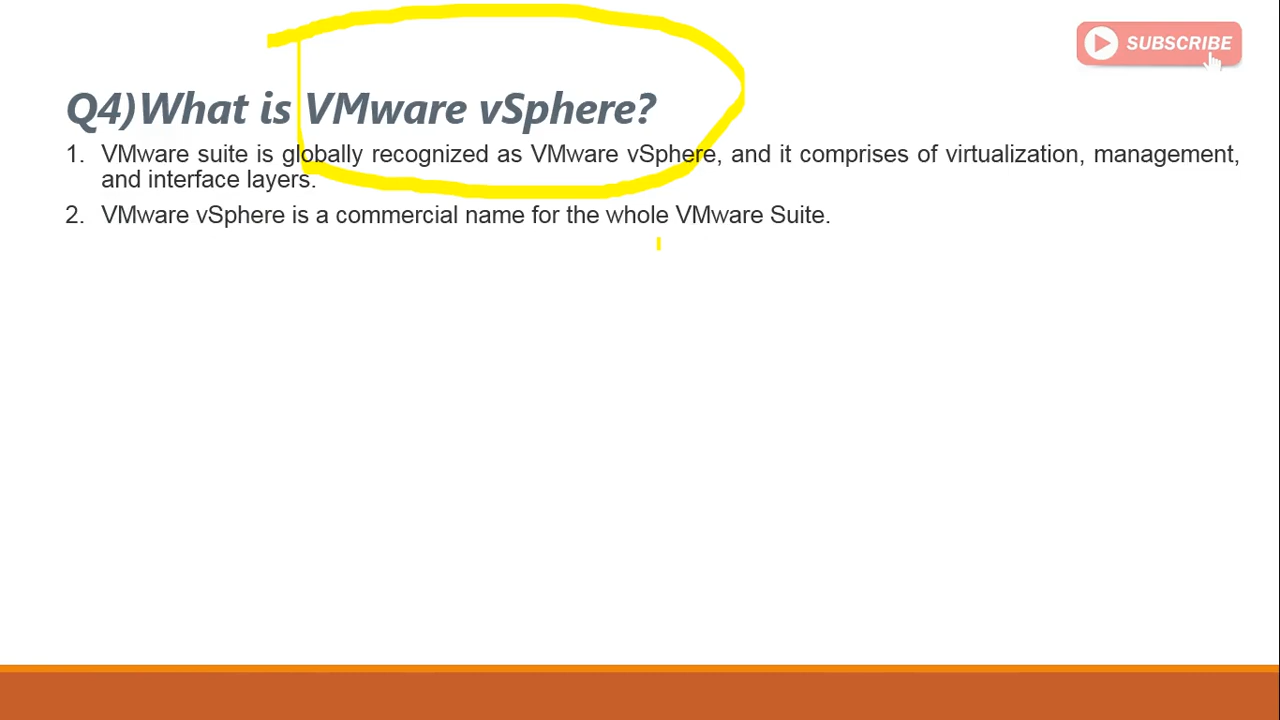 SUBSCRIBE
Q4)What is VMware vSphere?
1. VMware suite is globally recognized as VMware vSphere, and it comprises of virtualization, management,
and interface layers.
2. VMware vSphere is a commercial name for the whole VMware Suite.